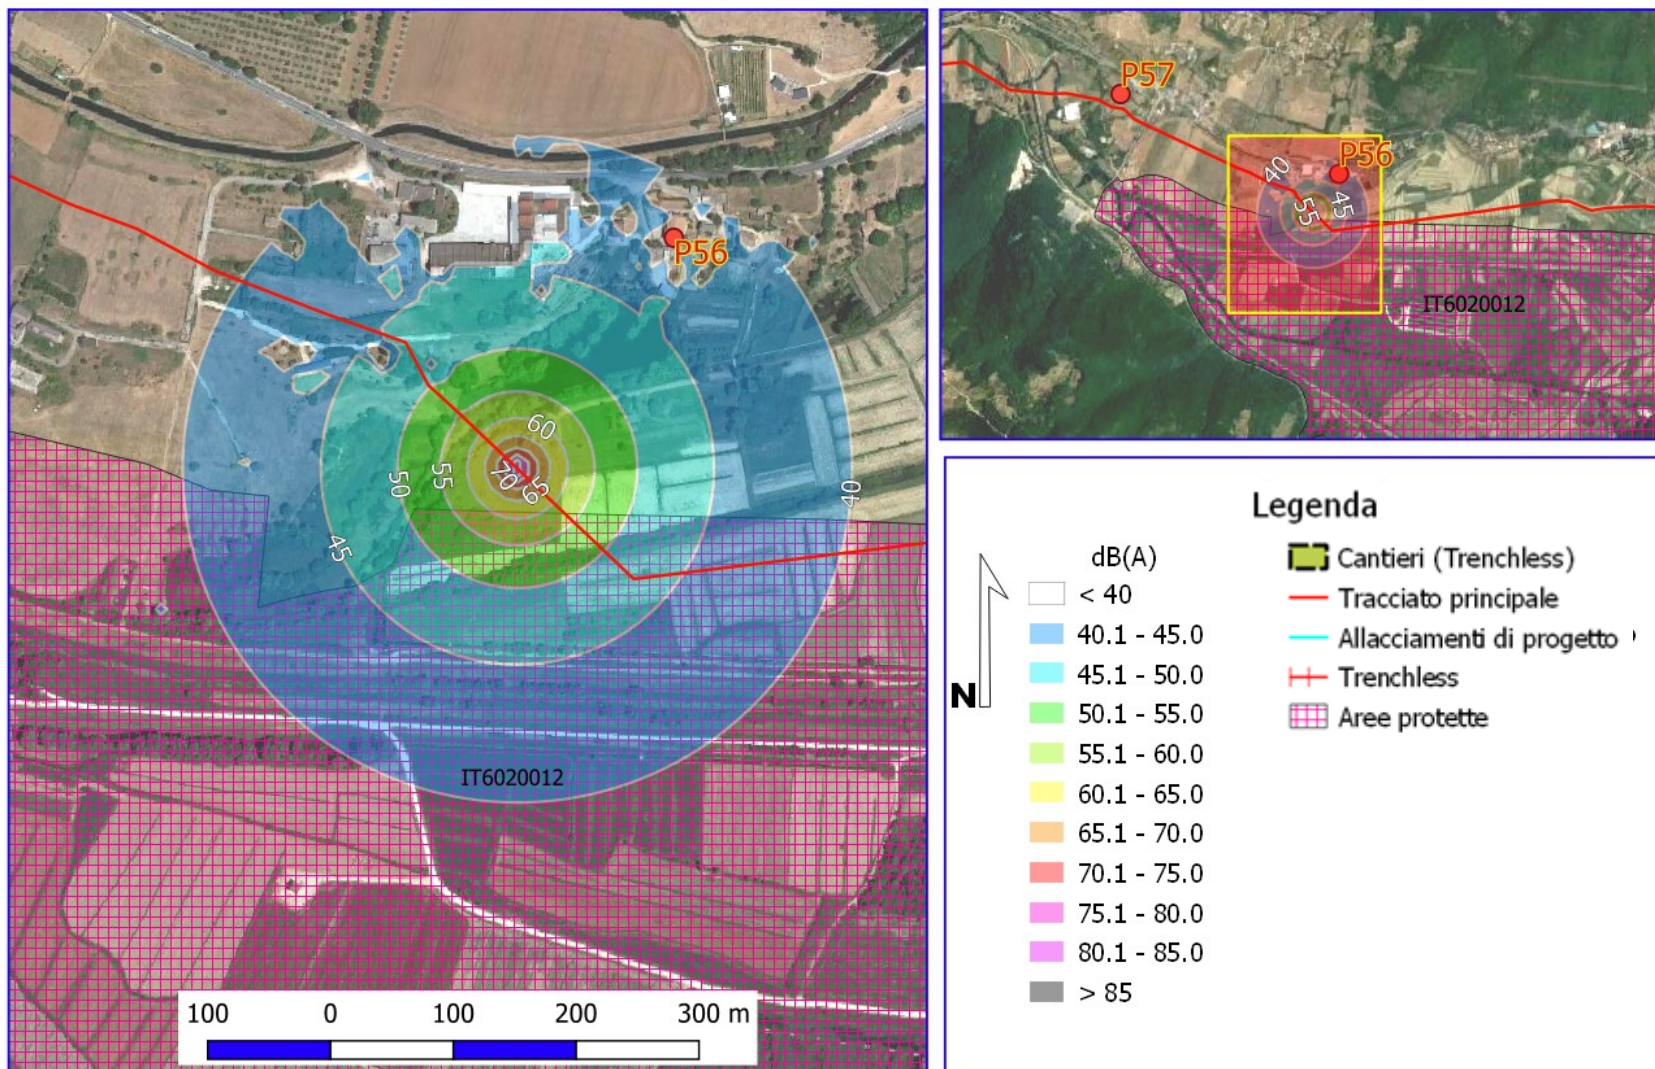 P56
60
70
65
55
50
45
40
IT6020012
100 0 100 200 300 m
P57
P56
40
45
55
IT6020012
Legenda
dB(A)
< 40
40.1 - 45.0
45.1 - 50.0
50.1 - 55.0
55.1 - 60.0
60.1 - 65.0
65.1 - 70.0
70.1 - 75.0
75.1 - 80.0
80.1 - 85.0
> 85
Cantieri (Trenchless)
Tracciato principale
Allacciamenti di progetto
Trenchless
Aree protette
N